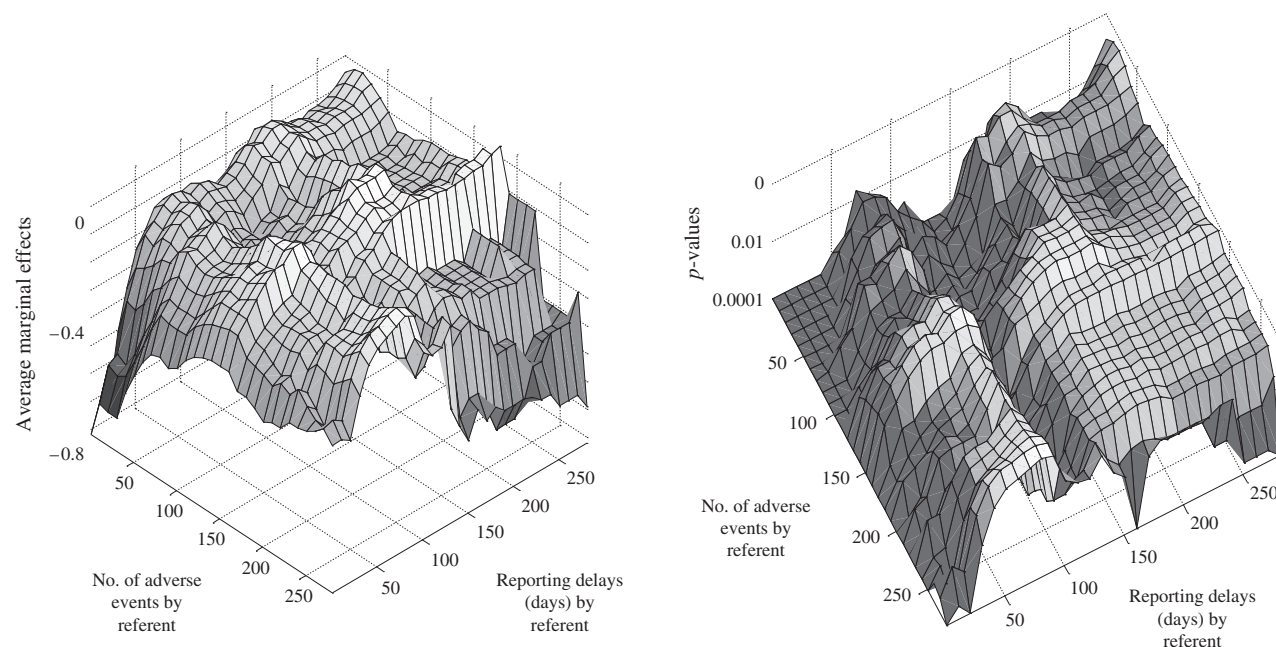 Average marginal effects
0
−0.4
−0.8
50
100
150
200
250
No. of adverse
events by
referent
50
100
150
200
250
Reporting delays
(days) by
referent
p-values
0
0.01
0.0001
50
100
150
200
250
No. of adverse
events by
referent
50
100
150
200
250
Reporting delays
(days) by
referent